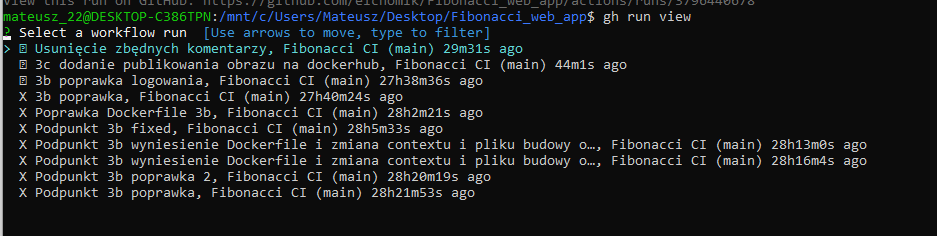 View this run on GitHub: https://github.com/elchomik/Fibonacci_web_app/actions/runs/3796440678
mateusz_22@DESKTOP-C386TPN:/mnt/c/Users/Mateusz/Desktop/Fibonacci_web_app$ gh run view
? Select a workflow run [Use arrows to move, type to filter]
> Usunięcie zbędnych komentarzy, Fibonacci CI (main) 29m31s ago
3c dodanie publikowania obrazu na dockerhub, Fibonacci CI (main) 44m1s ago
3b poprawka logowania, Fibonacci CI (main) 27h38m36s ago
X 3b poprawka, Fibonacci CI (main) 27h40m24s ago
X Poprawka Dockerfile 3b, Fibonacci CI (main) 28h2m21s ago
X Podpunkt 3b fixed, Fibonacci CI (main) 28h5m33s ago
X Podpunkt 3b wyniesienie Dockerfile i zmiana contextu i pliku budowy o…, Fibonacci CI (main) 28h13m0s ago
X Podpunkt 3b wyniesienie Dockerfile i zmiana contextu i pliku budowy o…, Fibonacci CI (main) 28h16m4s ago
X Podpunkt 3b poprawka 2, Fibonacci CI (main) 28h20m19s ago
X Podpunkt 3b poprawka, Fibonacci CI (main) 28h21m53s ago